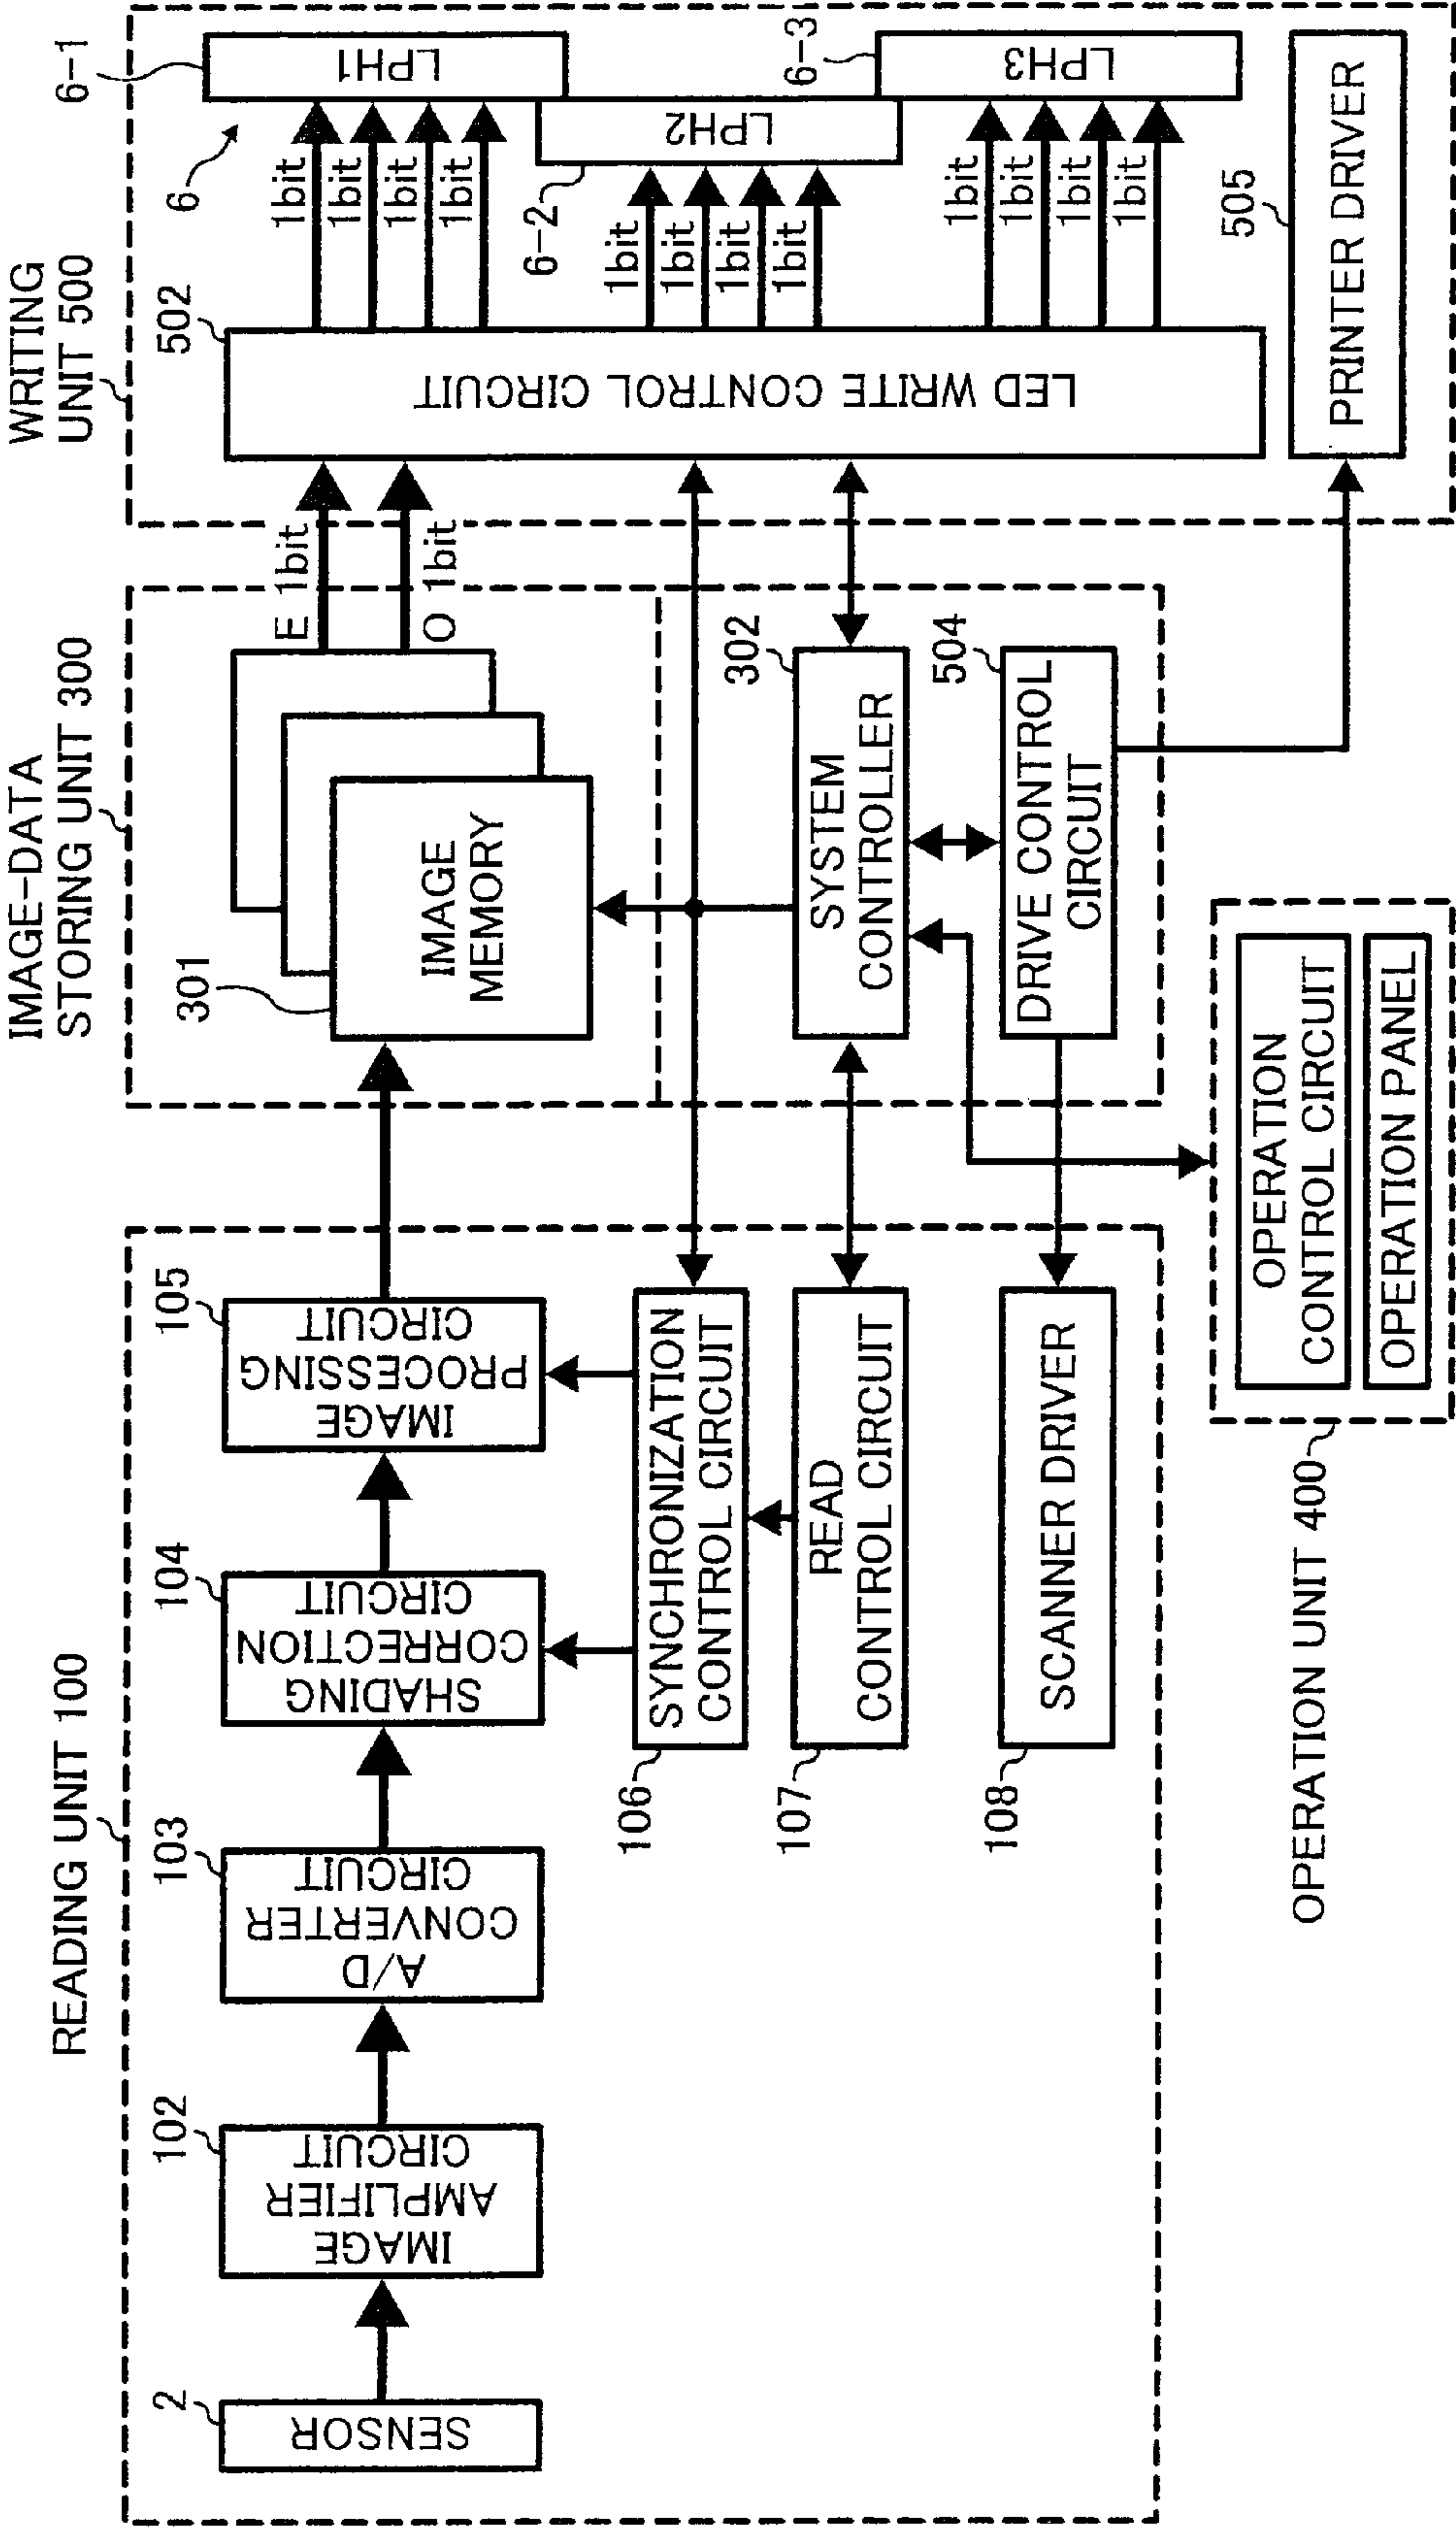 READING UNIT 100
2
SENSOR
102
IMAGE
AMPLIFIER
CIRCUIT
103
A/D
CONVERTER
CIRCUIT
104
SHADING
CORRECTION
CIRCUIT
105
IMAGE
PROCESSING
CIRCUIT
106
SYNCHRONIZATION
CONTROL CIRCUIT
107
READ
CONTROL CIRCUIT
108
SCANNER DRIVER
IMAGE-DATA
STORING UNIT 300
301
IMAGE
MEMORY
E 1bit
O 1bit
302
SYSTEM
CONTROLLER
504
DRIVE CONTROL
CIRCUIT
OPERATION UNIT 400
OPERATION
CONTROL CIRCUIT
OPERATION PANEL
WRITING
UNIT 500
502
LED WRITE CONTROL CIRCUIT
6
6-1
1bit
1bit
1bit
1bit
LPH1
6-2
1bit
1bit
1bit
1bit
LPH2
6-3
1bit
1bit
1bit
1bit
LPH3
505
PRINTER DRIVER